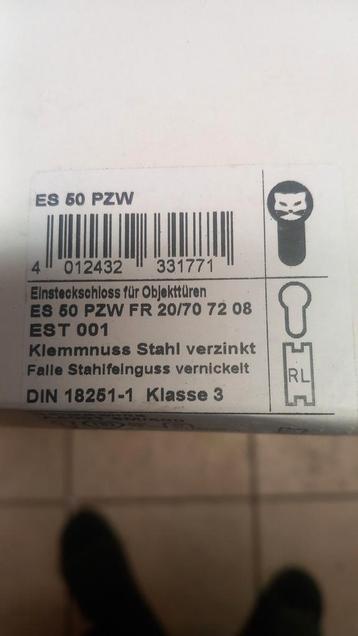 ES 50 PZW
4 012432 331771
Einsteckschloss für Objekttüren
ES 50 PZW FR 20/70 72 08
EST 001
Klemmnuss Stahl verzinkt
Falle Stahlfeinguss vernickelt
RL
DIN 18251-1 Klasse 3